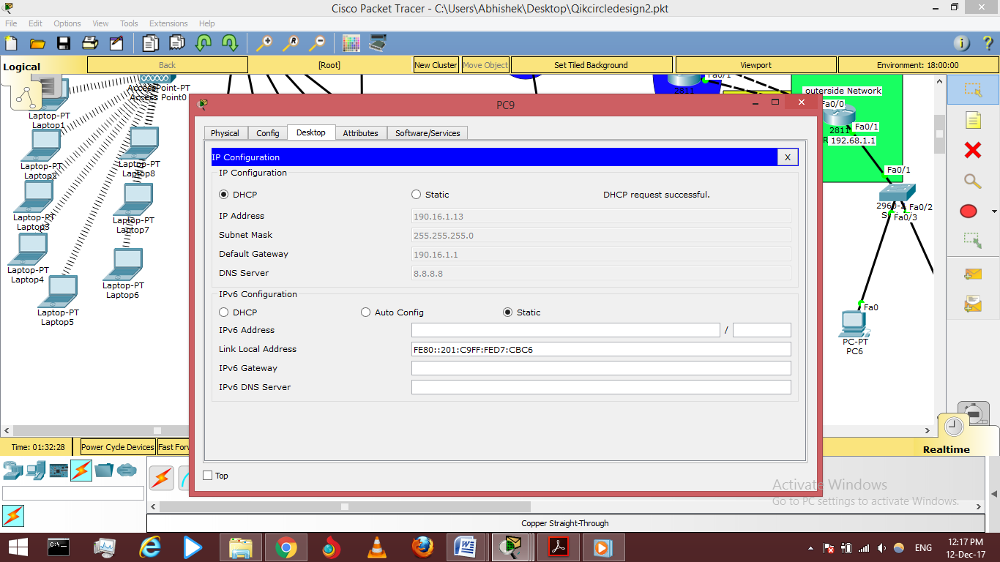 Cisco Packet Tracer - C:\Users\Abhishek\Desktop\Qikcircledesign2.pkt
File Edit Options View Tools Extensions Help
Logical Back [Root] New Cluster Move Object Set Tiled Background Viewport Environment: 18:00:00
AccessPoint-PT
Access Point0
Laptop-PT
Laptop1
Laptop-PT
Laptop2
Laptop-PT
Laptop8
Laptop-PT
Laptop3
Laptop-PT
Laptop7
Laptop-PT
Laptop4
Laptop-PT
Laptop6
Laptop-PT
Laptop5
Fa0/1
2811
outerside Network
Fa0/0
2811
Fa0/1
R 192.68.1.1
Fa0/1
Fa0/2
Fa0/3
Fa0
PC-PT
PC6
PC9
Physical Config Desktop Attributes Software/Services
IP Configuration X
IP Configuration
DHCP Static DHCP request successful.
IP Address 190.16.1.13
Subnet Mask 255.255.255.0
Default Gateway 190.16.1.1
DNS Server 8.8.8.8
IPv6 Configuration
DHCP Auto Config Static
IPv6 Address /
Link Local Address FE80::201:C9FF:FED7:CBC6
IPv6 Gateway
IPv6 DNS Server
Top
Time: 01:32:28 Power Cycle Devices Fast For
Realtime
Activate Windows
Go to PC settings to activate Windows.
Copper Straight-Through
ENG 12:17 PM
12-Dec-17